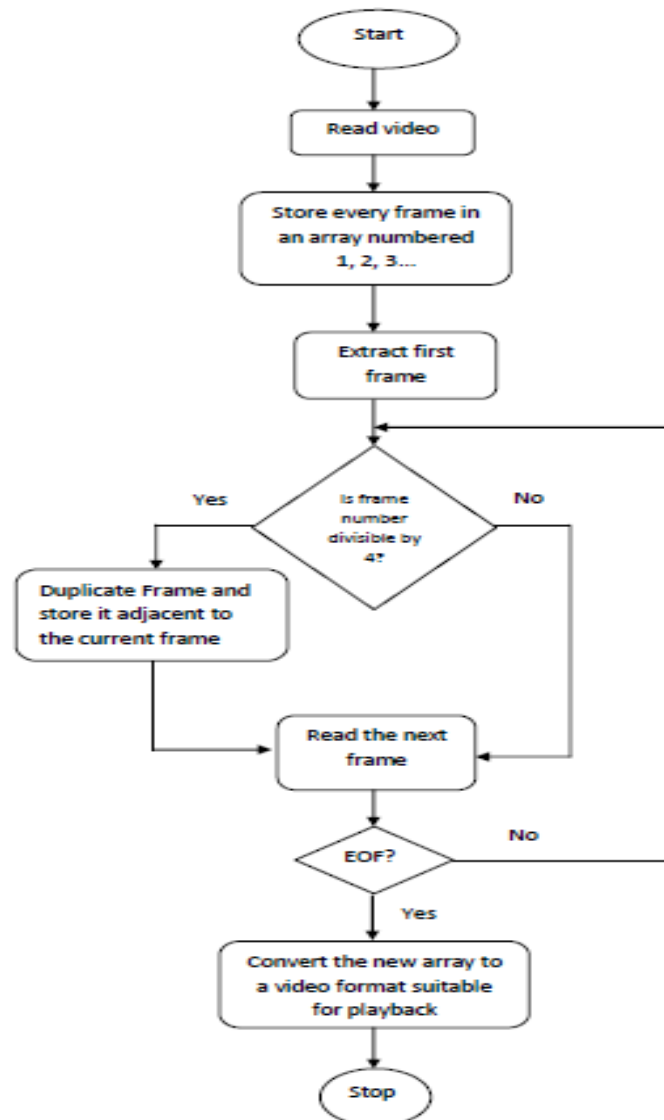 Start
Read video
Store every frame in
an array numbered
1, 2, 3...
Extract first
frame
Is frame
number
divisible by
4?
Yes
No
Duplicate Frame and
store it adjacent to
the current frame
Read the next
frame
EOF?
No
Yes
Convert the new array to
a video format suitable
for playback
Stop